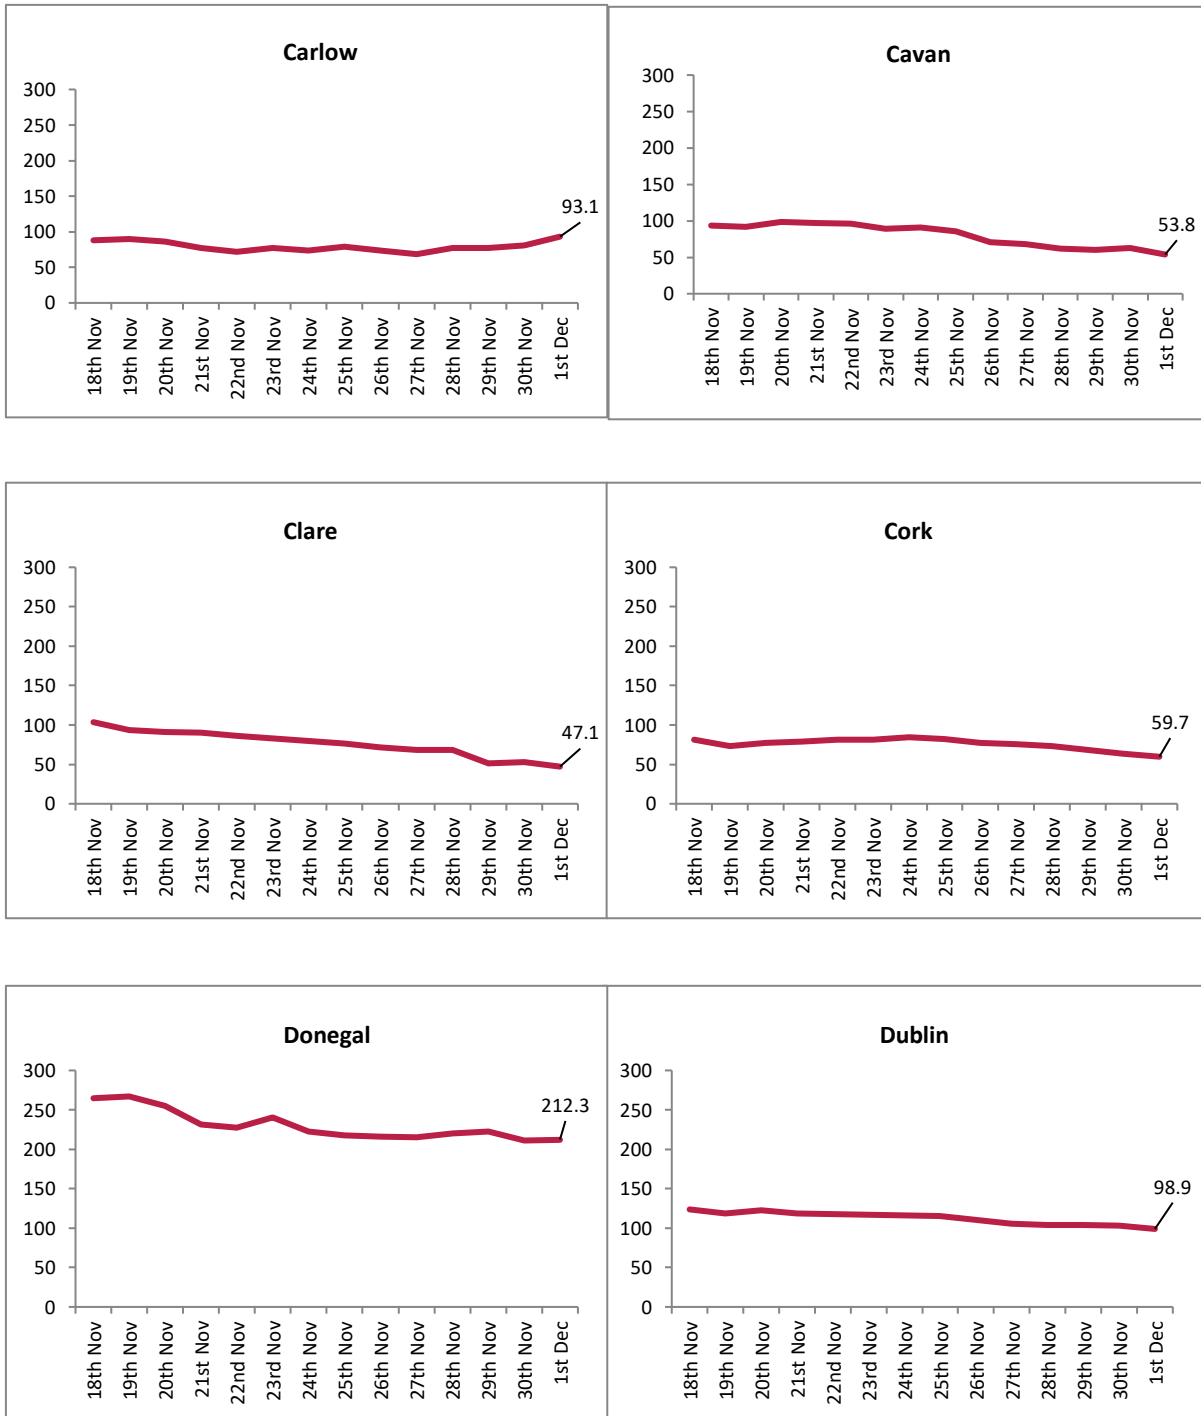 Carlow
300
250
200
150
100
50
0
93.1
18th Nov
19th Nov
20th Nov
21st Nov
22nd Nov
23rd Nov
24th Nov
25th Nov
26th Nov
27th Nov
28th Nov
29th Nov
30th Nov
1st Dec
Cavan
300
250
200
150
100
50
0
53.8
18th Nov
19th Nov
20th Nov
21st Nov
22nd Nov
23rd Nov
24th Nov
25th Nov
26th Nov
27th Nov
28th Nov
29th Nov
30th Nov
1st Dec
Clare
300
250
200
150
100
50
0
47.1
18th Nov
19th Nov
20th Nov
21st Nov
22nd Nov
23rd Nov
24th Nov
25th Nov
26th Nov
27th Nov
28th Nov
29th Nov
30th Nov
1st Dec
Cork
300
250
200
150
100
50
0
59.7
18th Nov
19th Nov
20th Nov
21st Nov
22nd Nov
23rd Nov
24th Nov
25th Nov
26th Nov
27th Nov
28th Nov
29th Nov
30th Nov
1st Dec
Donegal
300
250
200
150
100
50
0
212.3
18th Nov
19th Nov
20th Nov
21st Nov
22nd Nov
23rd Nov
24th Nov
25th Nov
26th Nov
27th Nov
28th Nov
29th Nov
30th Nov
1st Dec
Dublin
300
250
200
150
100
50
0
98.9
18th Nov
19th Nov
20th Nov
21st Nov
22nd Nov
23rd Nov
24th Nov
25th Nov
26th Nov
27th Nov
28th Nov
29th Nov
30th Nov
1st Dec